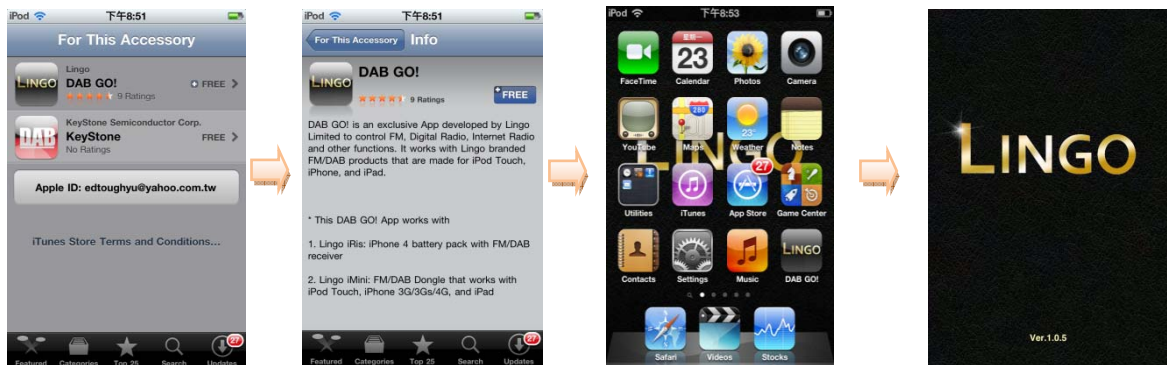 iPod 下午8:51
For This Accessory
LINGO
Lingo
DAB GO!
9 Ratings
FREE
DAB
KeyStone Semiconductor Corp.
KeyStone
No Ratings
FREE
Apple ID: edtoughyu@yahoo.com.tw
iTunes Store Terms and Conditions...
27
Featured Categories Top 25 Search Updates
iPod 下午8:51
For This Accessory Info
LINGO
DAB GO!
9 Ratings
FREE
DAB GO! is an exclusive App developed by Lingo
Limited to control FM, Digital Radio, Internet Radio
and other functions. It works with Lingo branded
FM/DAB products that are made for iPod Touch,
iPhone, and iPad.
* This DAB GO! App works with
1. Lingo iRis: iPhone 4 battery pack with FM/DAB
receiver
2. Lingo iMini: FM/DAB Dongle that works with
iPod Touch, iPhone 3G/3Gs/4G, and iPad
27
Featured Categories Top 25 Search Updates
iPod 下午8:53
星期一
23
FaceTime Calendar Photos Camera
280
23°
YouTube Maps Weather Notes
LINGO
27
Utilities iTunes App Store Game Center
LINGO
Contacts Settings Music DAB GO!
Safari Videos Stocks
LINGO
Ver.1.0.5